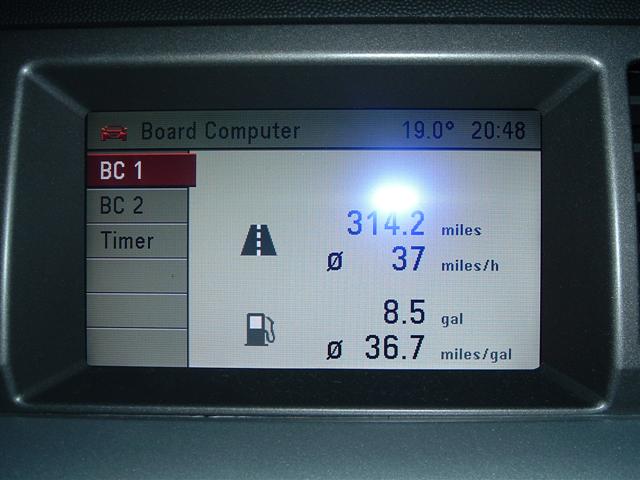 Board Computer 19.0° 20:48
BC 1
BC 2
Timer
314.2 miles
Ø 37 miles/h
8.5 gal
Ø 36.7 miles/gal